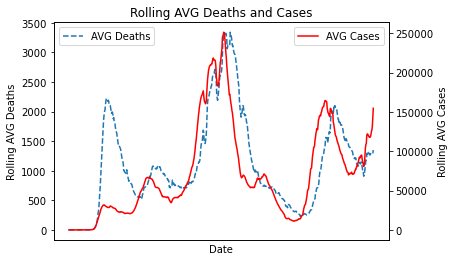 Rolling AVG Deaths and Cases
AVG Deaths
AVG Cases
3500
3000
2500
2000
1500
1000
500
0
Rolling AVG Deaths
250000
200000
150000
100000
50000
0
Rolling AVG Cases
Date